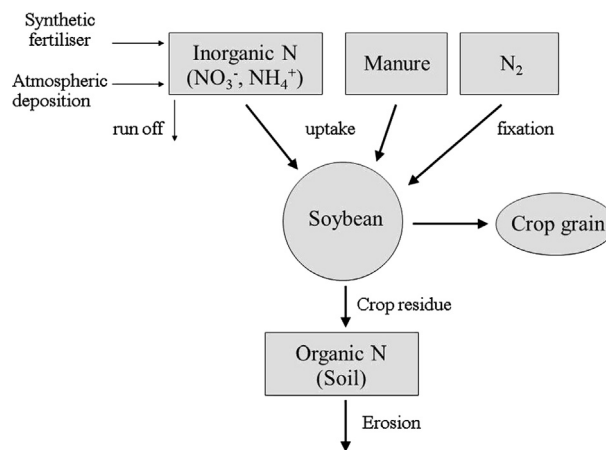 Synthetic
fertiliser
Atmospheric
deposition
Inorganic N
(NO₃⁻, NH₄⁺)
Manure
N₂
run off
uptake
fixation
Soybean
Crop grain
Crop residue
Organic N
(Soil)
Erosion